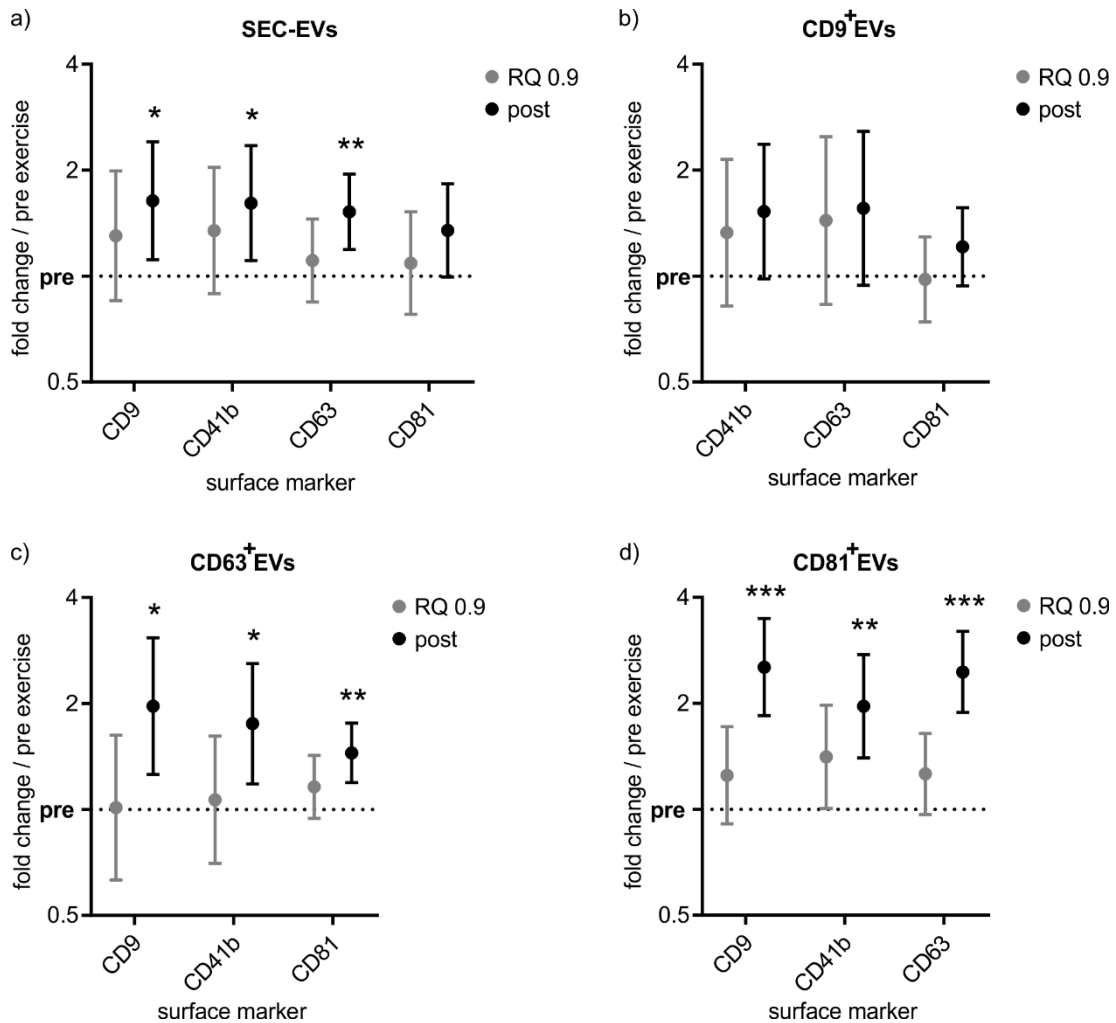 a)
SEC-EVs
fold change / pre exercise
4
2
pre
0.5
* * **
RQ 0.9
post
CD9 CD41b CD63 CD81
surface marker
b)
CD9+EVs
fold change / pre exercise
4
2
pre
0.5
RQ 0.9
post
CD41b CD63 CD81
surface marker
c)
CD63+EVs
fold change / pre exercise
4
2
pre
0.5
* * **
RQ 0.9
post
CD9 CD41b CD81
surface marker
d)
CD81+EVs
fold change / pre exercise
4
2
pre
0.5
*** ** ***
RQ 0.9
post
CD9 CD41b CD63
surface marker